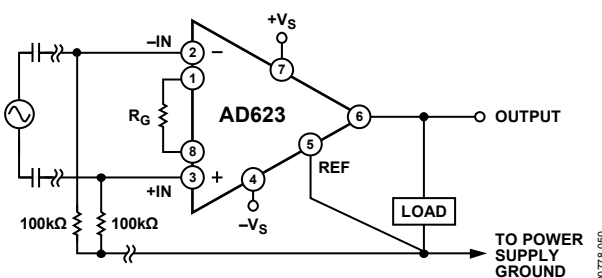 +VS
–IN
2
–
7
1
RG
AD623
6
OUTPUT
8
5
REF
3
+
+IN
4
–VS
LOAD
100kΩ
100kΩ
TO POWER
SUPPLY
GROUND